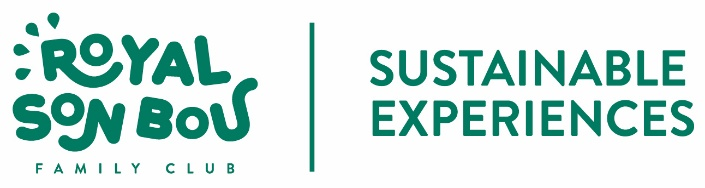 ROYAL
SON BOU
FAMILY CLUB
SUSTAINABLE
EXPERIENCES